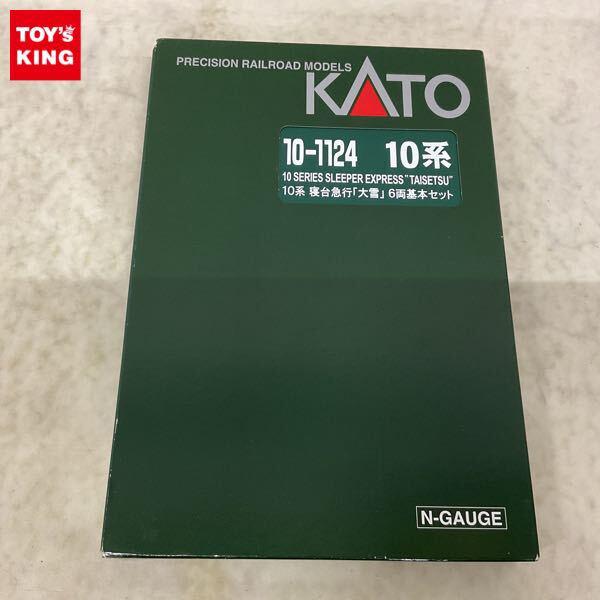 TOY's
KING
PRECISION RAILROAD MODELS
KATO
10-1124 10系
10 SERIES SLEEPER EXPRESS "TAISETSU"
10系 寝台急行「大雪」6両基本セット
N-GAUGE